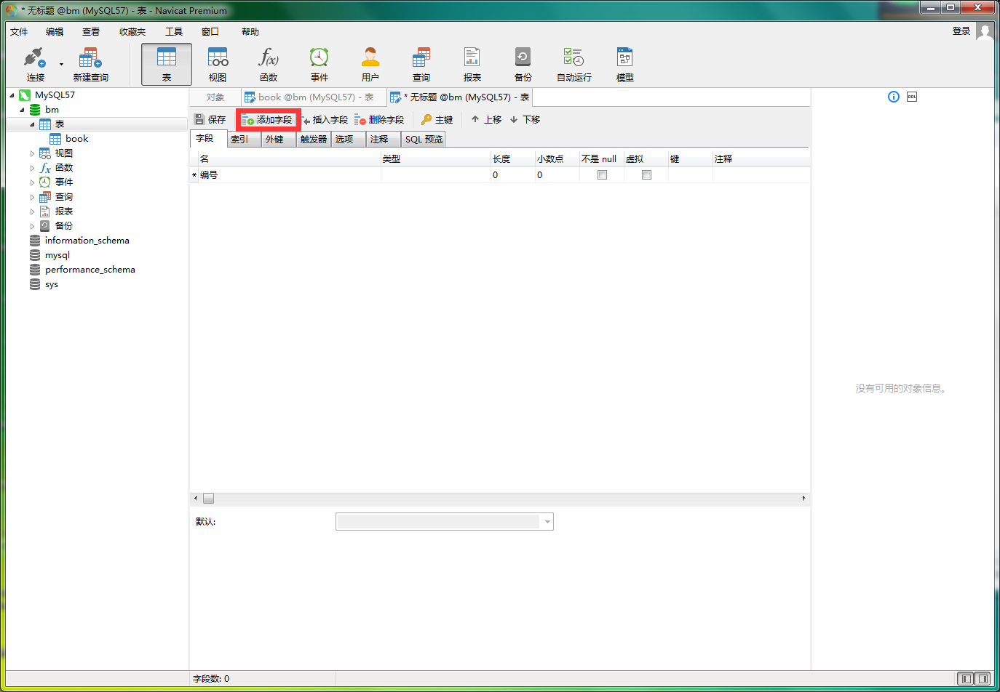 * 无标题 @bm (MySQL57) - 表 - Navicat Premium
文件 编辑 查看 收藏夹 工具 窗口 帮助 登录
连接 新建查询 表 视图 函数 事件 用户 查询 报表 备份 自动运行 模型
MySQL57
bm
表
book
视图
函数
事件
查询
报表
备份
information_schema
mysql
performance_schema
sys
对象 book @bm (MySQL57) - 表 * 无标题 @bm (MySQL57) - 表
保存 添加字段 插入字段 删除字段 主键 上移 下移
字段 索引 外键 触发器 选项 注释 SQL 预览
名 类型 长度 小数点 不是 null 虚拟 键 注释
* 编号 0 0
默认:
DDL
没有可用的对象信息。
字段数: 0